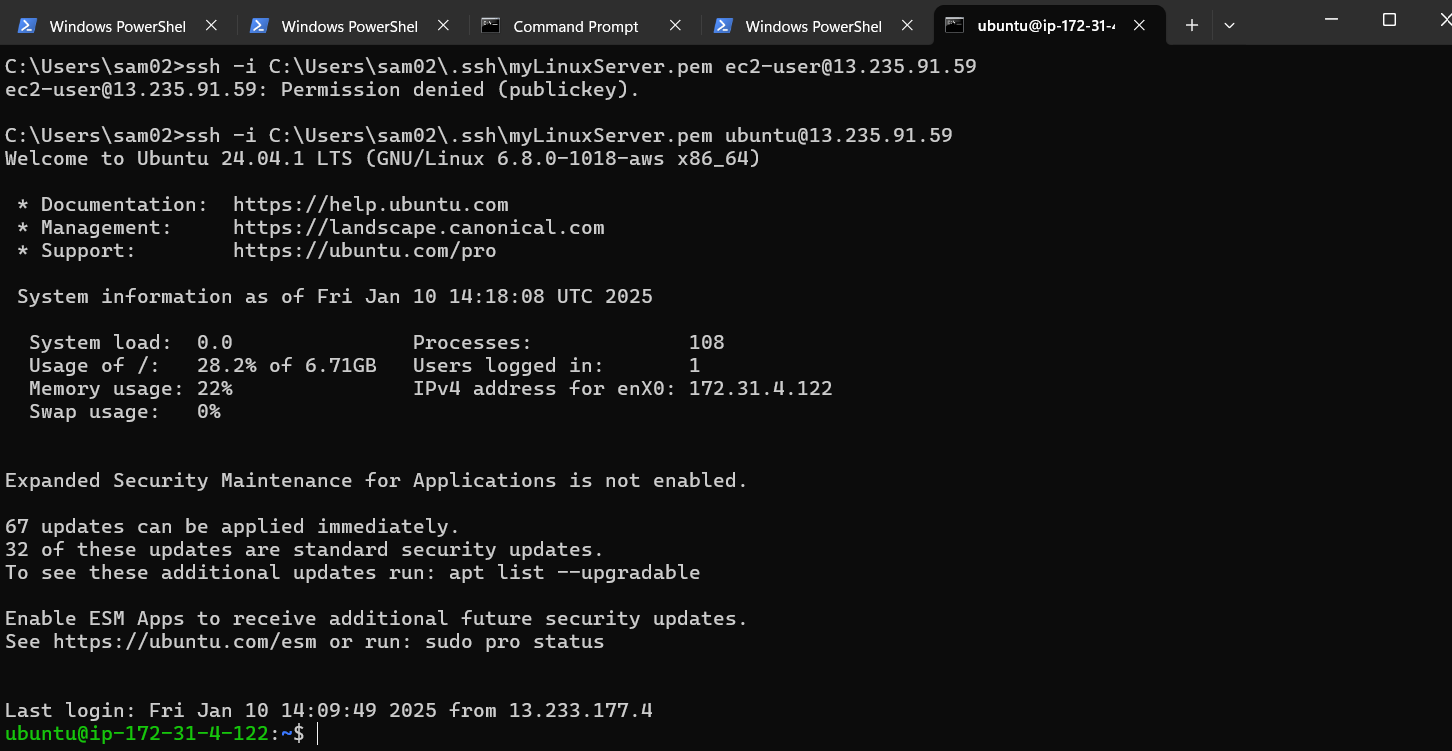 Windows PowerShel
Windows PowerShel
Command Prompt
Windows PowerShel
ubuntu@ip-172-31-4
C:\Users\sam02>ssh -i C:\Users\sam02\.ssh\myLinuxServer.pem ec2-user@13.235.91.59
ec2-user@13.235.91.59: Permission denied (publickey).
C:\Users\sam02>ssh -i C:\Users\sam02\.ssh\myLinuxServer.pem ubuntu@13.235.91.59
Welcome to Ubuntu 24.04.1 LTS (GNU/Linux 6.8.0-1018-aws x86_64)
* Documentation:  https://help.ubuntu.com
* Management:     https://landscape.canonical.com
* Support:        https://ubuntu.com/pro
System information as of Fri Jan 10 14:18:08 UTC 2025
System load:  0.0               Processes:             108
Usage of /:   28.2% of 6.71GB   Users logged in:       1
Memory usage: 22%               IPv4 address for enX0: 172.31.4.122
Swap usage:   0%
Expanded Security Maintenance for Applications is not enabled.
67 updates can be applied immediately.
32 of these updates are standard security updates.
To see these additional updates run: apt list --upgradable
Enable ESM Apps to receive additional future security updates.
See https://ubuntu.com/esm or run: sudo pro status
Last login: Fri Jan 10 14:09:49 2025 from 13.233.177.4
ubuntu@ip-172-31-4-122:~$